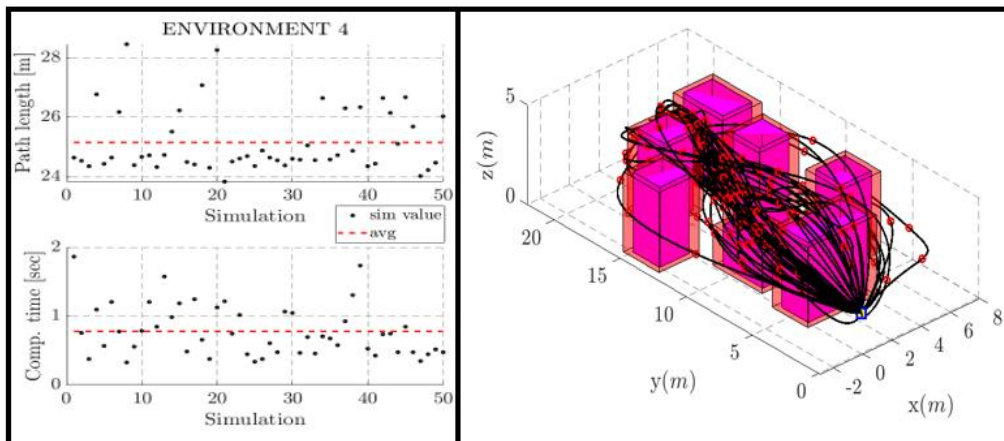 ENVIRONMENT 4
Path length [m]
28
26
24
0 10 20 30 40 50
Simulation
sim value
avg
Comp. time [sec]
2
1
0
0 10 20 30 40 50
Simulation
z(m)
5
0
20
15
10
5
0
y(m)
-2
0
2
4
6
8
x(m)